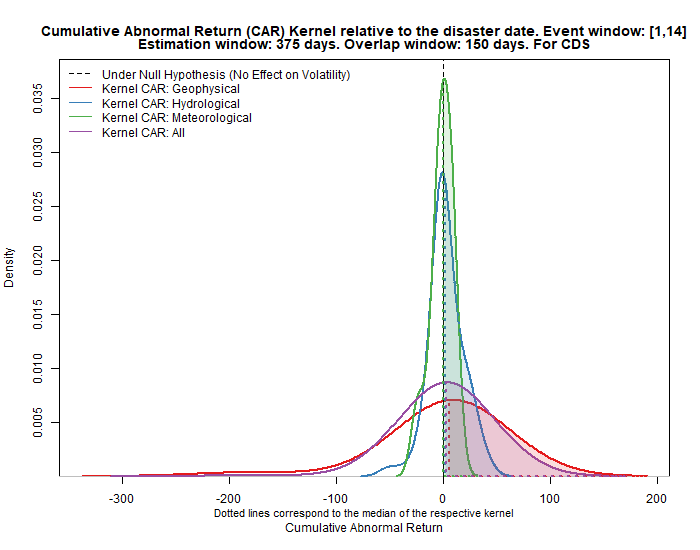 Cumulative Abnormal Return (CAR) Kernel relative to the disaster date. Event window: [1,14]
Estimation window: 375 days. Overlap window: 150 days. For CDS
Under Null Hypothesis (No Effect on Volatility)
Kernel CAR: Geophysical
Kernel CAR: Hydrological
Kernel CAR: Meteorological
Kernel CAR: All
0.035
0.030
0.025
0.020
0.015
0.010
0.005
Density
-300 -200 -100 0 100 200
Dotted lines correspond to the median of the respective kernel
Cumulative Abnormal Return